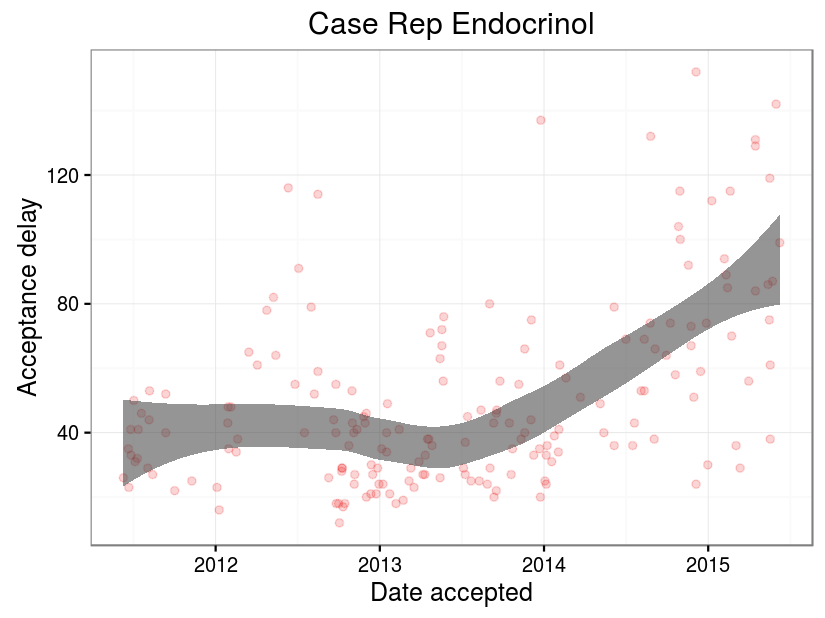 Case Rep Endocrinol
Acceptance delay
120
80
40
2012 2013 2014 2015
Date accepted